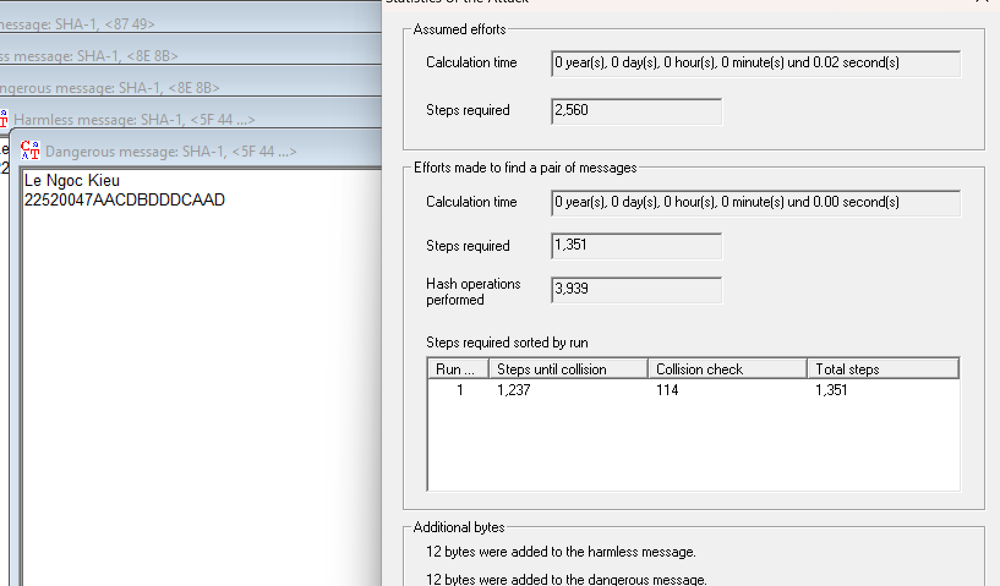 message: SHA-1, <87 49>
ss message: SHA-1, <8E 8B>
ngerous message: SHA-1, <8E 8B>
Harmless message: SHA-1, <5F 44 ...>
Dangerous message: SHA-1, <5F 44 ...>
Le Ngoc Kieu
22520047AACDBDDDCAAD
Statistics of the Attack
Assumed efforts
Calculation time 0 year(s), 0 day(s), 0 hour(s), 0 minute(s) und 0.02 second(s)
Steps required 2,560
Efforts made to find a pair of messages
Calculation time 0 year(s), 0 day(s), 0 hour(s), 0 minute(s) und 0.00 second(s)
Steps required 1,351
Hash operations
performed 3,939
Steps required sorted by run
Run ... Steps until collision Collision check Total steps
1 1,237 114 1,351
Additional bytes
12 bytes were added to the harmless message.
12 bytes were added to the dangerous message.